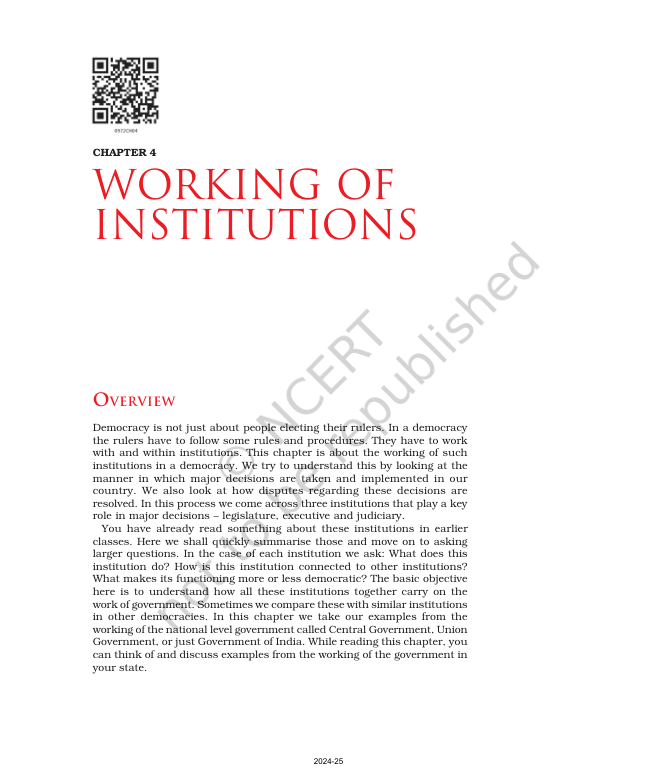 0972CH04
CHAPTER 4
WORKING OF
INSTITUTIONS
OVERVIEW
Democracy is not just about people electing their rulers. In a democracy
the rulers have to follow some rules and procedures. They have to work
with and within institutions. This chapter is about the working of such
institutions in a democracy. We try to understand this by looking at the
manner in which major decisions are taken and implemented in our
country. We also look at how disputes regarding these decisions are
resolved. In this process we come across three institutions that play a key
role in major decisions – legislature, executive and judiciary.
You have already read something about these institutions in earlier
classes. Here we shall quickly summarise those and move on to asking
larger questions. In the case of each institution we ask: What does this
institution do? How is this institution connected to other institutions?
What makes its functioning more or less democratic? The basic objective
here is to understand how all these institutions together carry on the
work of government. Sometimes we compare these with similar institutions
in other democracies. In this chapter we take our examples from the
working of the national level government called Central Government, Union
Government, or just Government of India. While reading this chapter, you
can think of and discuss examples from the working of the government in
your state.
© NCERT
not to be republished
2024-25